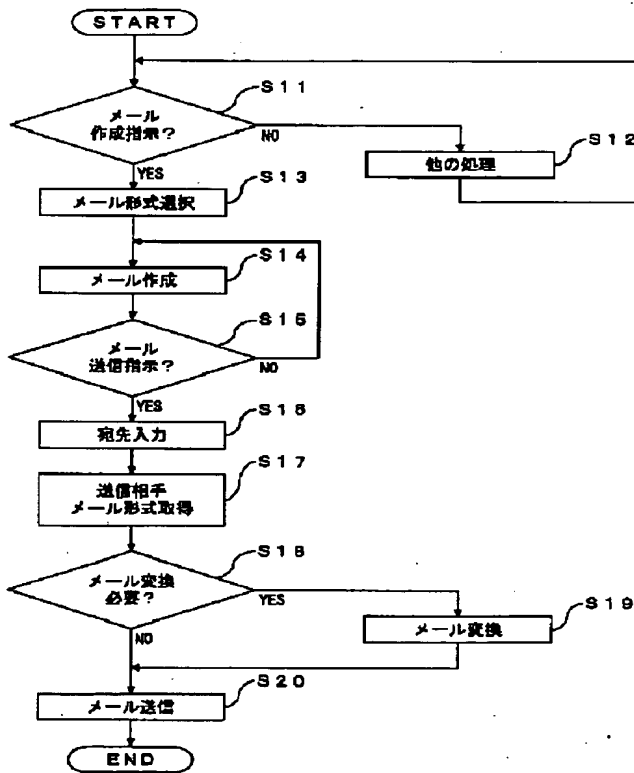 START
S11
メール
作成指示?
NO
S12
他の処理
YES
S13
メール形式選択
S14
メール作成
S15
メール
送信指示?
NO
YES
S16
宛先入力
S17
送信相手
メール形式取得
S18
メール変換
必要?
YES
S19
メール変換
NO
S20
メール送信
END